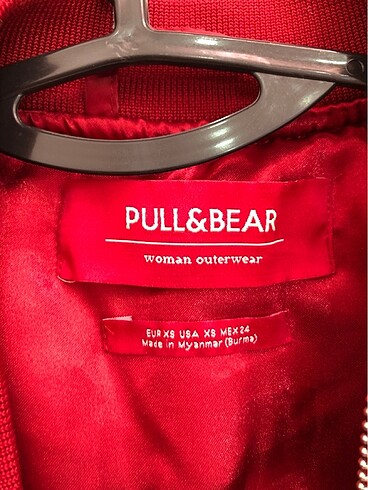 PULL&BEAR
woman outerwear
EUR XS USA XS MEX 24
Made in Myanmar (Burma)